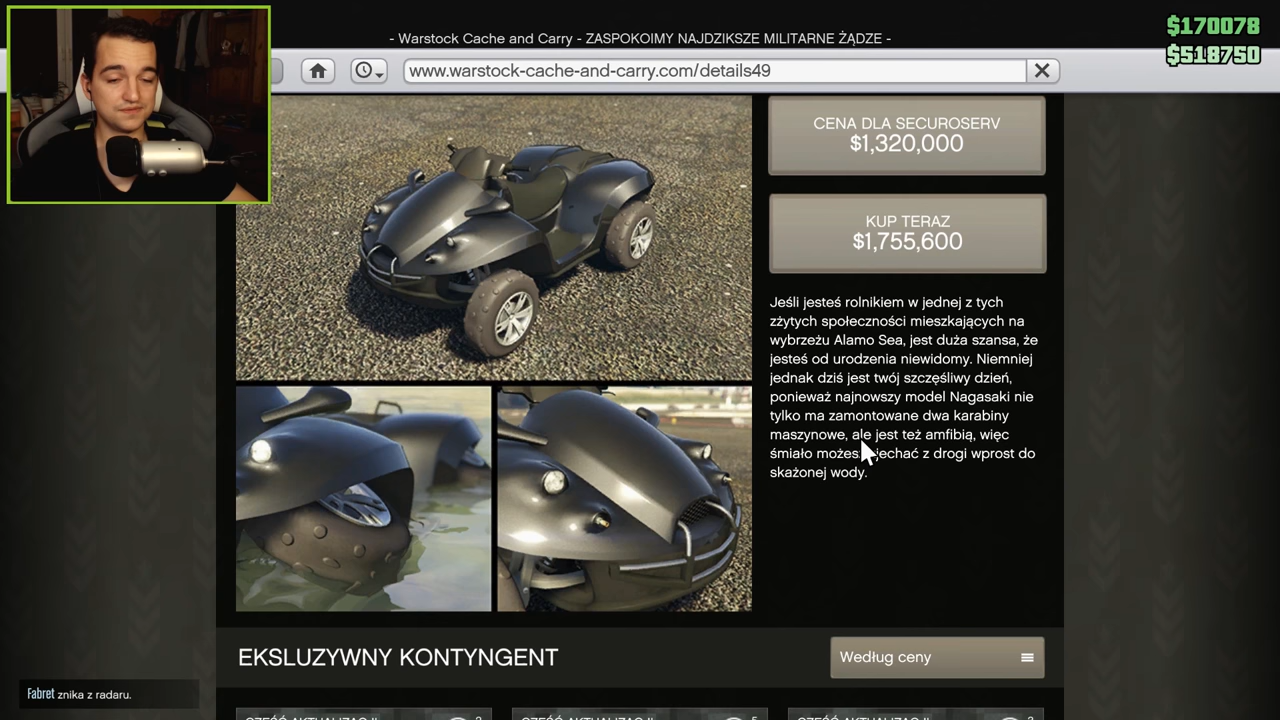 - Warstock Cache and Carry - ZASPOKOIMY NAJDZIKSZE MILITARNE ŻĄDZE -
$170078
$518750
www.warstock-cache-and-carry.com/details49
CENA DLA SECUROSERV
$1,320,000
KUP TERAZ
$1,755,600
Jeśli jesteś rolnikiem w jednej z tych
zżytych społeczności mieszkających na
wybrzeżu Alamo Sea, jest duża szansa, że
jesteś od urodzenia niewidomy. Niemniej
jednak dziś jest twój szczęśliwy dzień,
ponieważ najnowszy model Nagasaki nie
tylko ma zamontowane dwa karabiny
maszynowe, ale jest też amfibią, więc
śmiało możesz jechać z drogi wprost do
skażonej wody.
EKSLUZYWNY KONTYNGENT
Według ceny
Fabret znika z radaru.